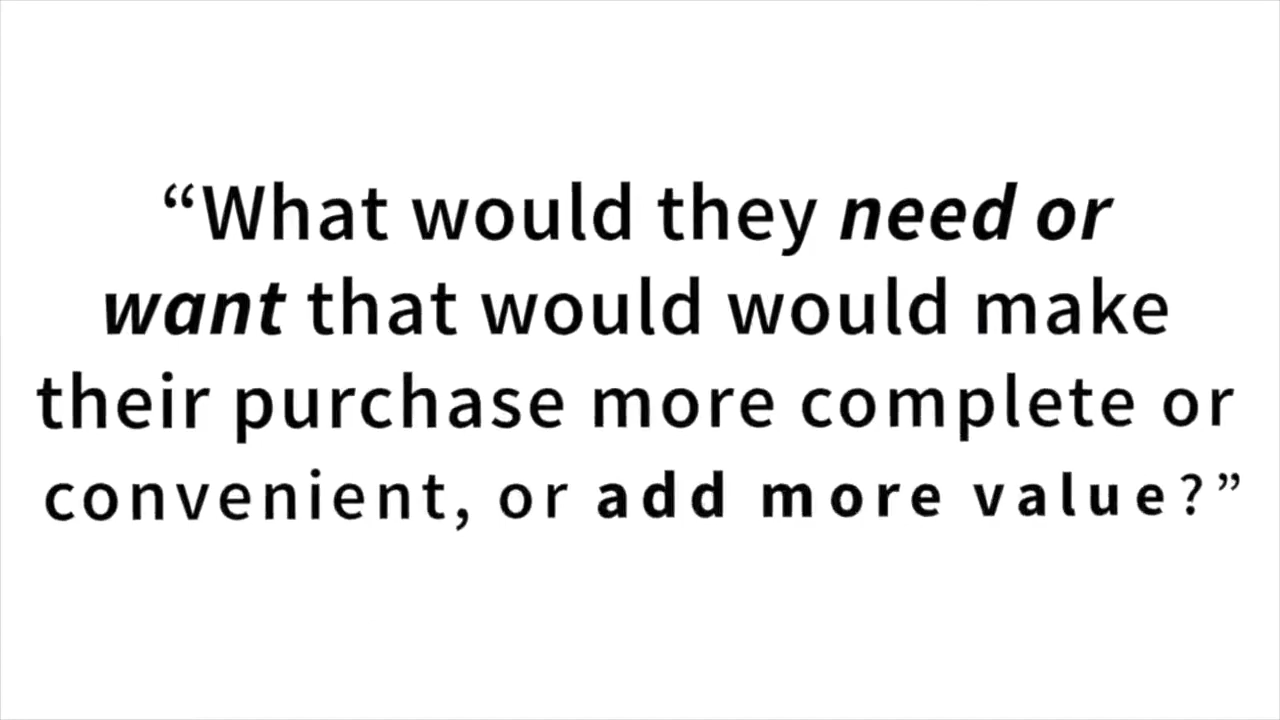 “What would they need or
want that would would make
their purchase more complete or
convenient, or add more value?”